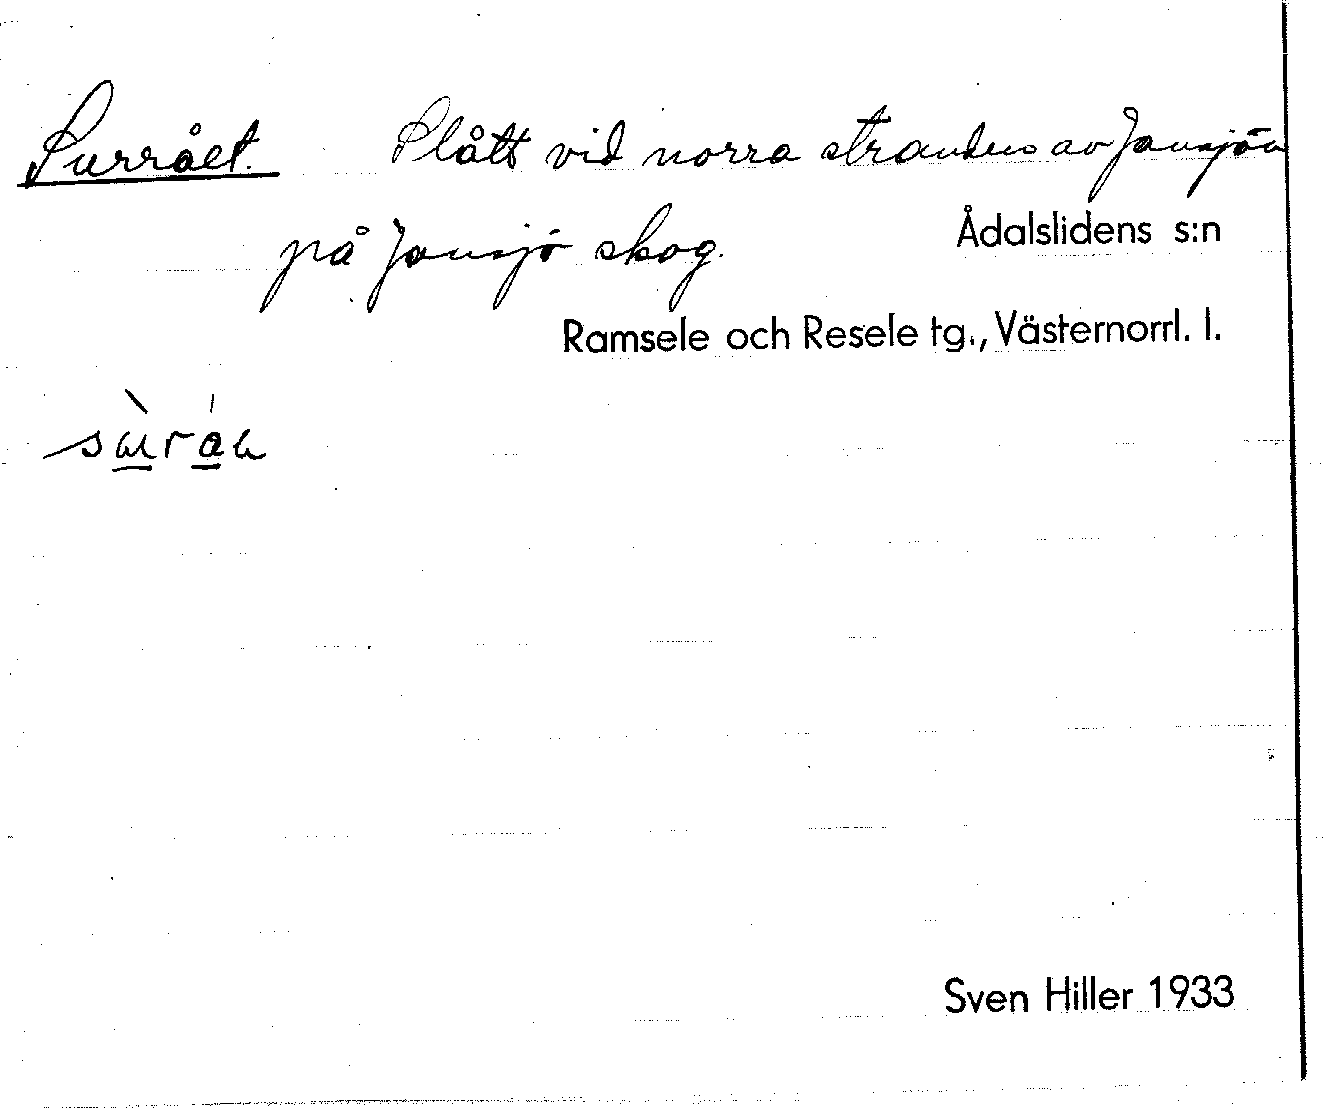 Surrået. Slått vid norra stranden av Jansjön
på Jansjö skog.
Ådalslidens s:n
Ramsele och Resele tg., Västernorrl. l.
Sven Hiller 1933